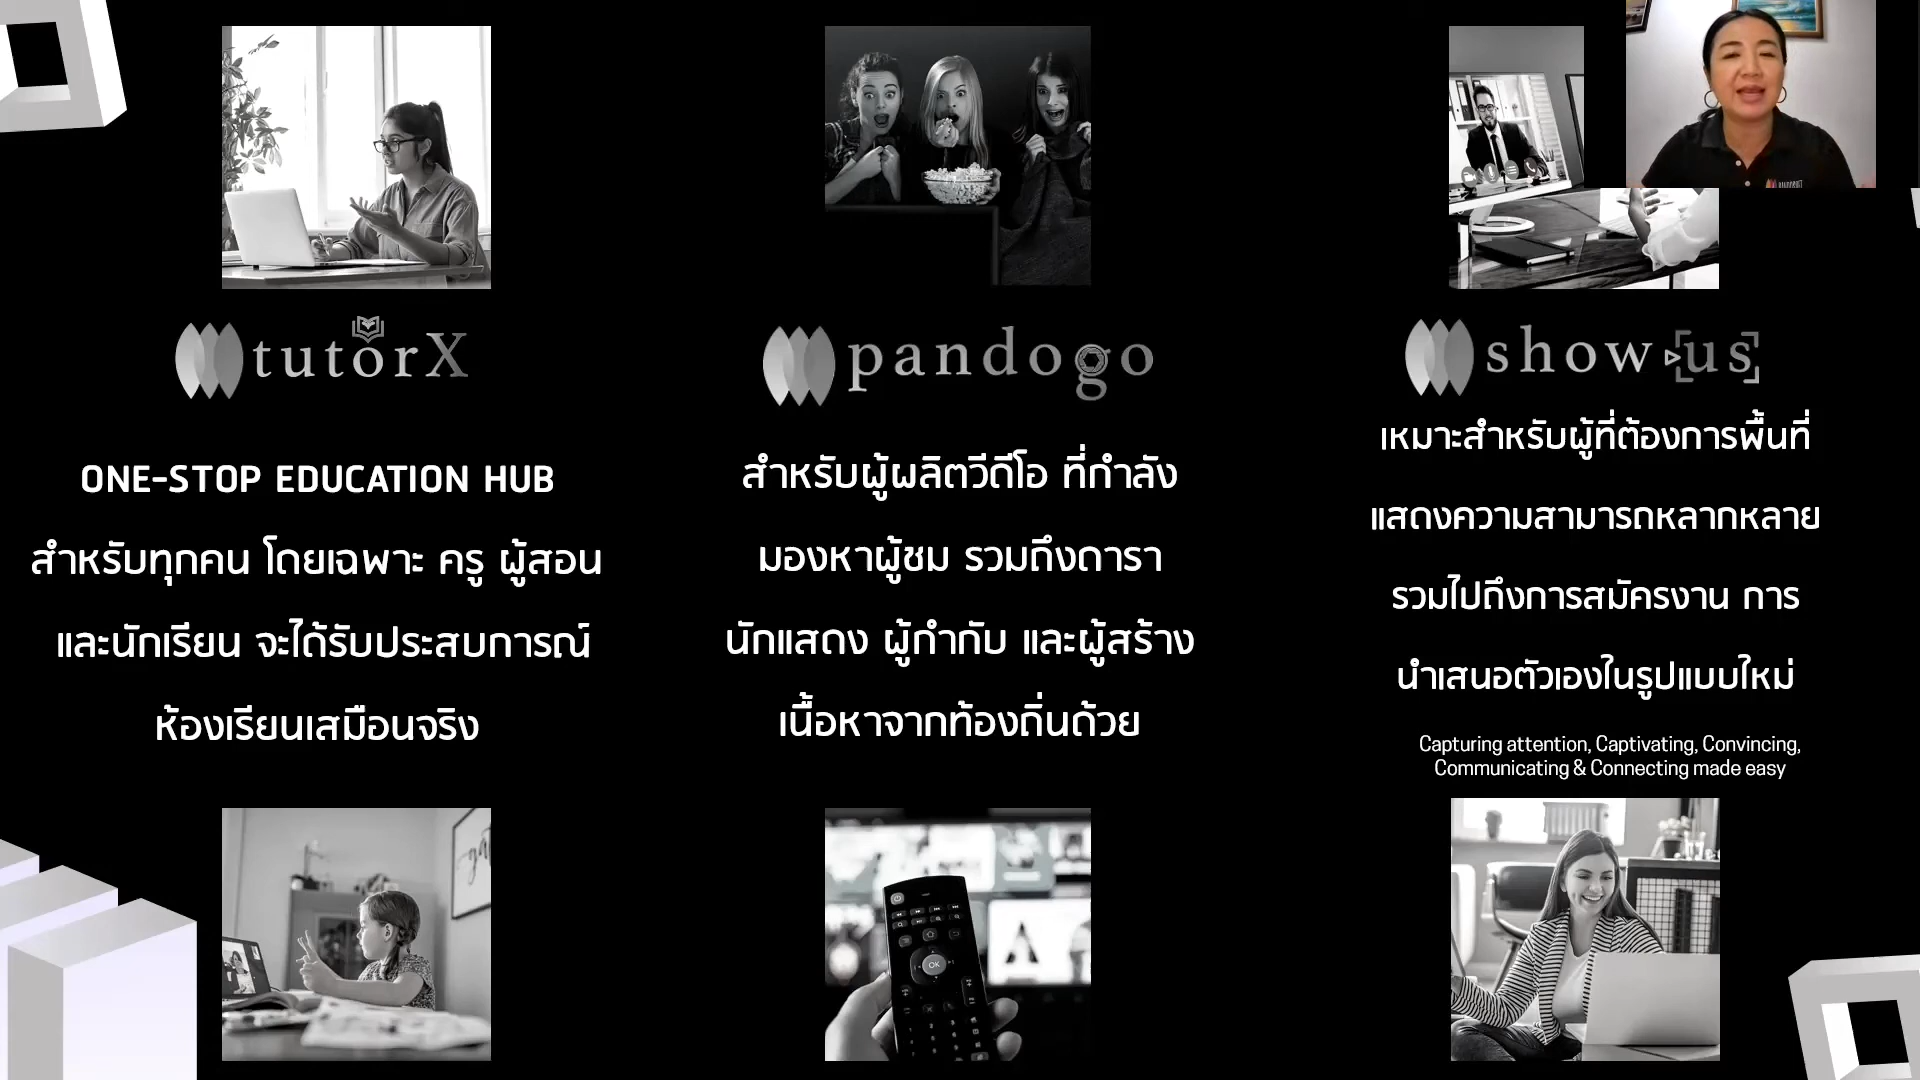 tutorX
ONE-STOP EDUCATION HUB
สำหรับทุกคน โดยเฉพาะ ครู ผู้สอน
และนักเรียน จะได้รับประสบการณ์
ห้องเรียนเสมือนจริง
pandogo
สำหรับผู้ผลิตวีดีโอ ที่กำลัง
มองหาผู้ชม รวมถึงดารา
นักแสดง ผู้กำกับ และผู้สร้าง
เนื้อหาจากท้องถิ่นด้วย
OK
show us
เหมาะสำหรับผู้ที่ต้องการพื้นที่
แสดงความสามารถหลากหลาย
รวมไปถึงการสมัครงาน การ
นำเสนอตัวเองในรูปแบบใหม่
Capturing attention, Captivating, Convincing,
Communicating & Connecting made easy